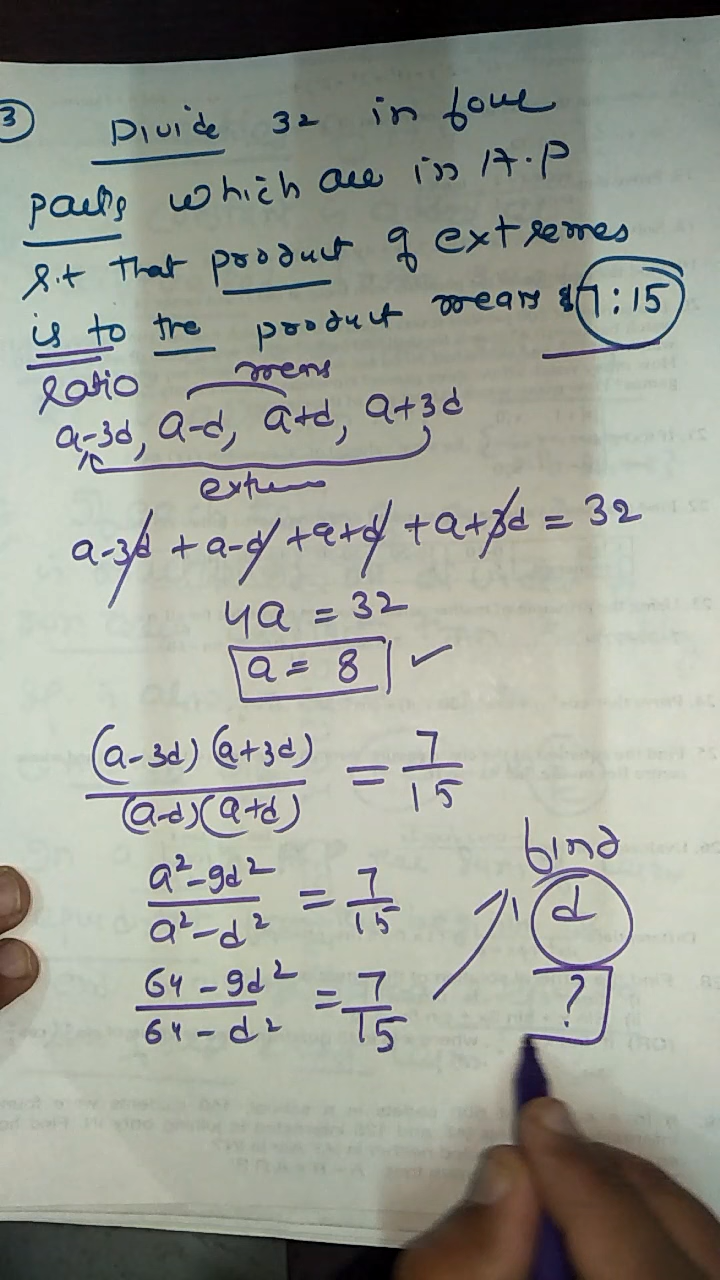 3
Divide 32 in four
parts which are in A.P
s.t that product of extremes
is to the product means 7:15
ratio means
a-3d, a-d, a+d, a+3d
extrem
a-3d + a-d + a+d + a+3d = 32
4a = 32
a = 8 ✓
(a-3d) (a+3d) / (a-d)(a+d) = 7/15
a²-9d² / a²-d² = 7/15
64-9d² / 64-d² = 7/15
find
d
?